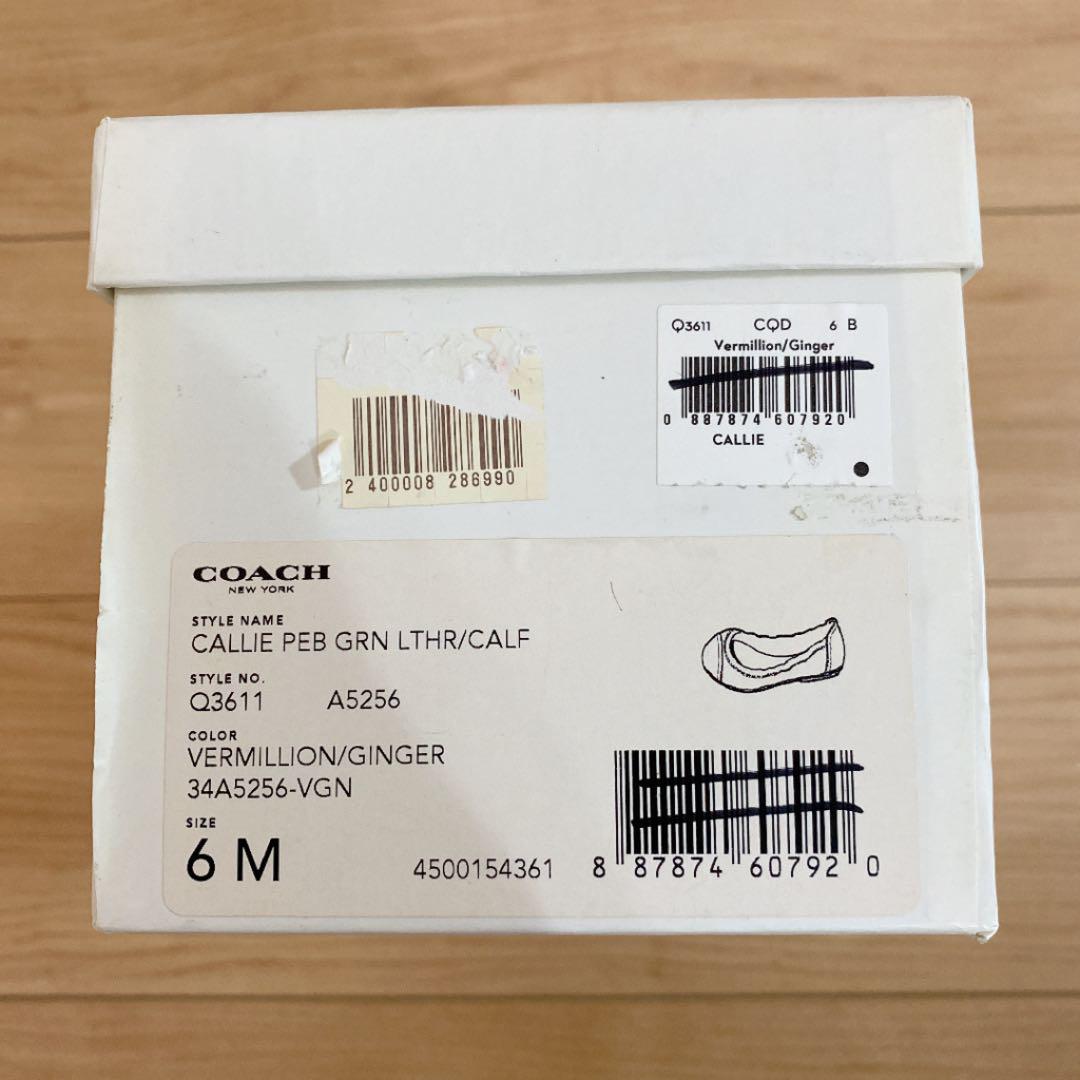 Q3611 CQD 6 B
Vermillion/Ginger
0 887874 607920
CALLIE
2 400008 286990
COACH
NEW YORK
STYLE NAME
CALLIE PEB GRN LTHR/CALF
STYLE NO.
Q3611 A5256
COLOR
VERMILLION/GINGER
34A5256-VGN
SIZE
6 M
4500154361
8 87874 60792 0